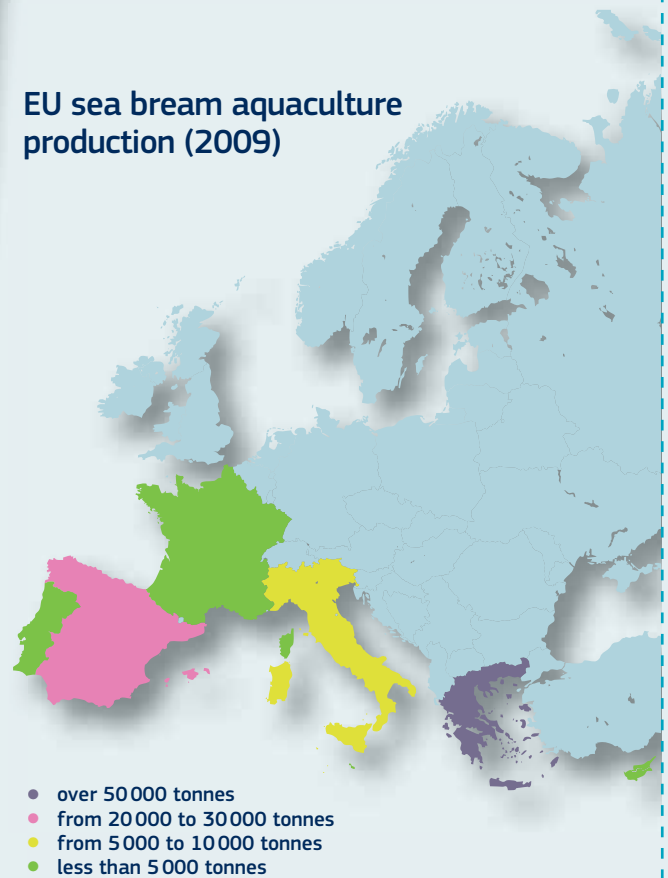 EU sea bream aquaculture
production (2009)
over 50 000 tonnes
from 20 000 to 30 000 tonnes
from 5 000 to 10 000 tonnes
less than 5 000 tonnes